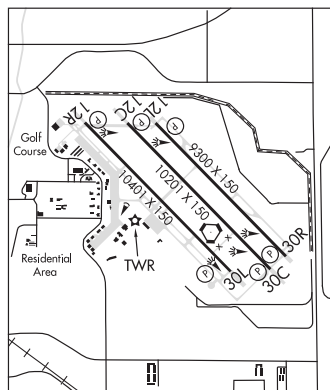 12R
12C
12L
P
P
P
Golf
Course
9300 X 150
10201 X 150
10401 X 150
Residential
Area
TWR
30R
30C
30L
P
P
P